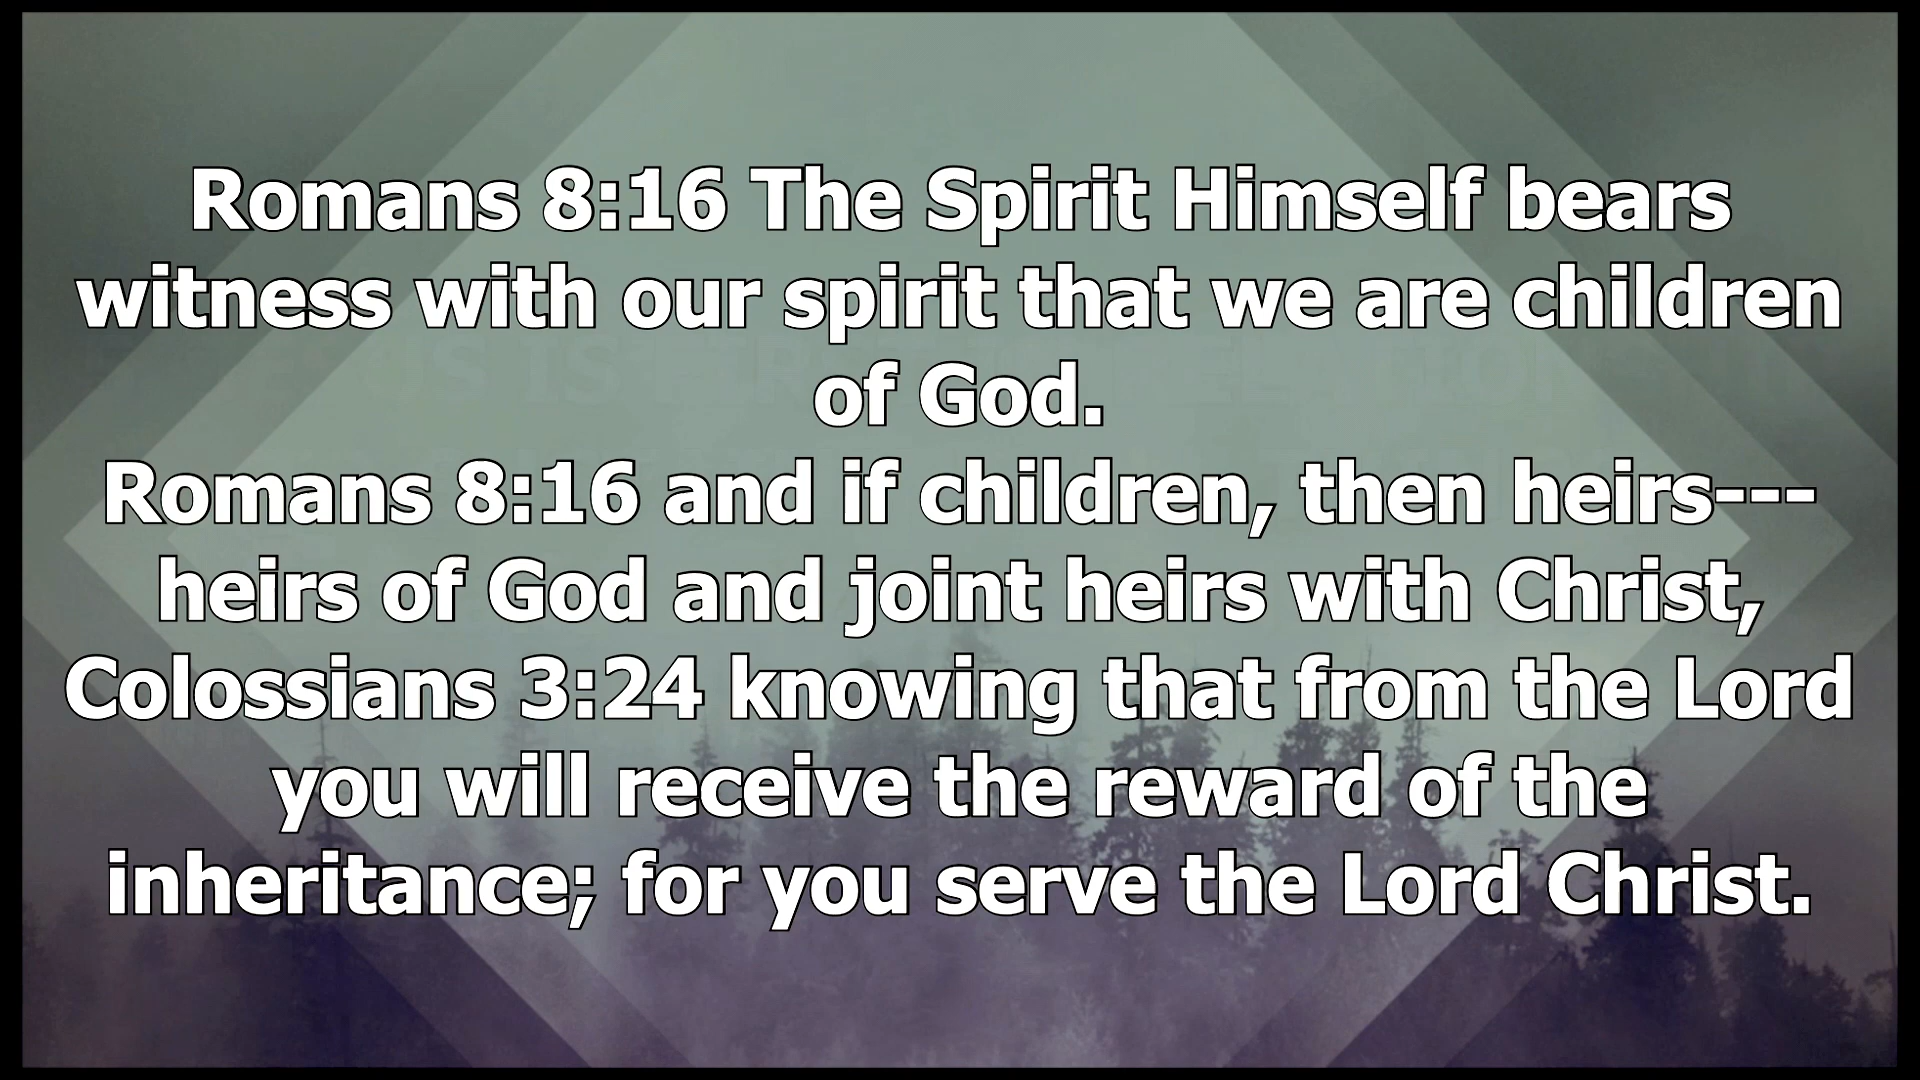 Romans 8:16 The Spirit Himself bears
witness with our spirit that we are children
of God.
Romans 8:16 and if children, then heirs---
heirs of God and joint heirs with Christ,
Colossians 3:24 knowing that from the Lord
you will receive the reward of the
inheritance; for you serve the Lord Christ.